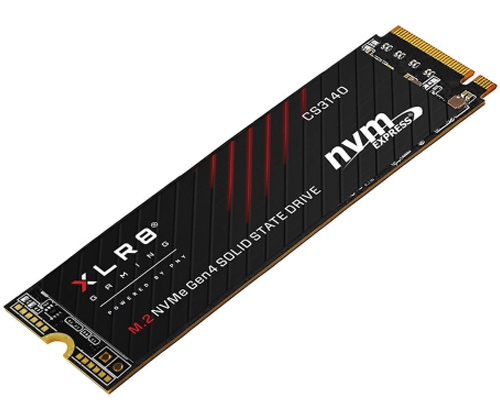 CS3140
nvm
EXPRESS®
XLR8
GAMING
POWERED BY PNY
M.2 NVMe Gen4 SOLID STATE DRIVE